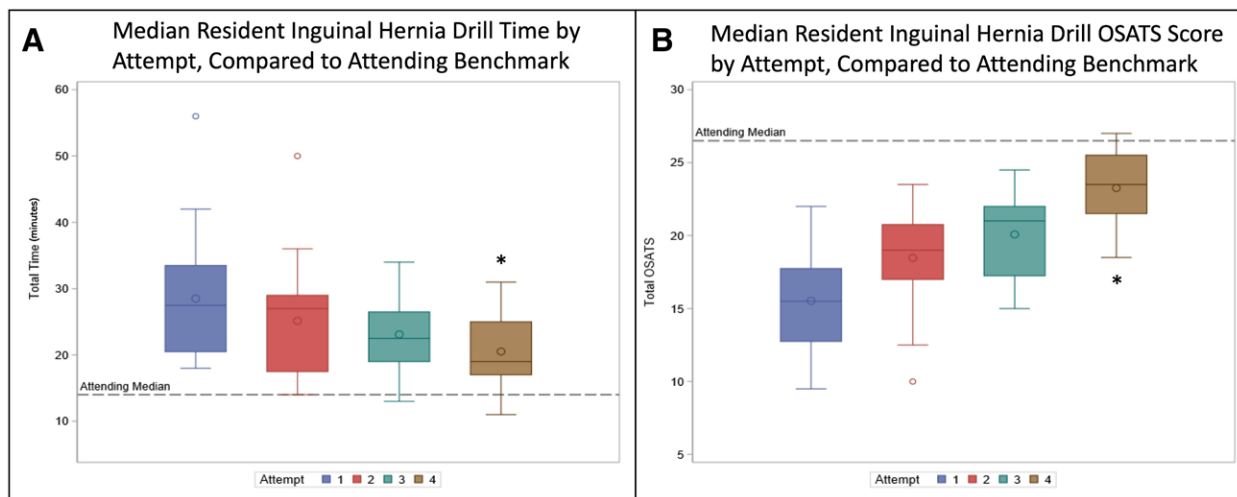 A
Median Resident Inguinal Hernia Drill Time by
Attempt, Compared to Attending Benchmark
Total Time (minutes)
60
50
40
30
20
10
Attending Median
*
Attempt 1 2 3 4
B
Median Resident Inguinal Hernia Drill OSATS Score
by Attempt, Compared to Attending Benchmark
Total OSATS
30
25
20
15
10
5
Attending Median
*
Attempt 1 2 3 4